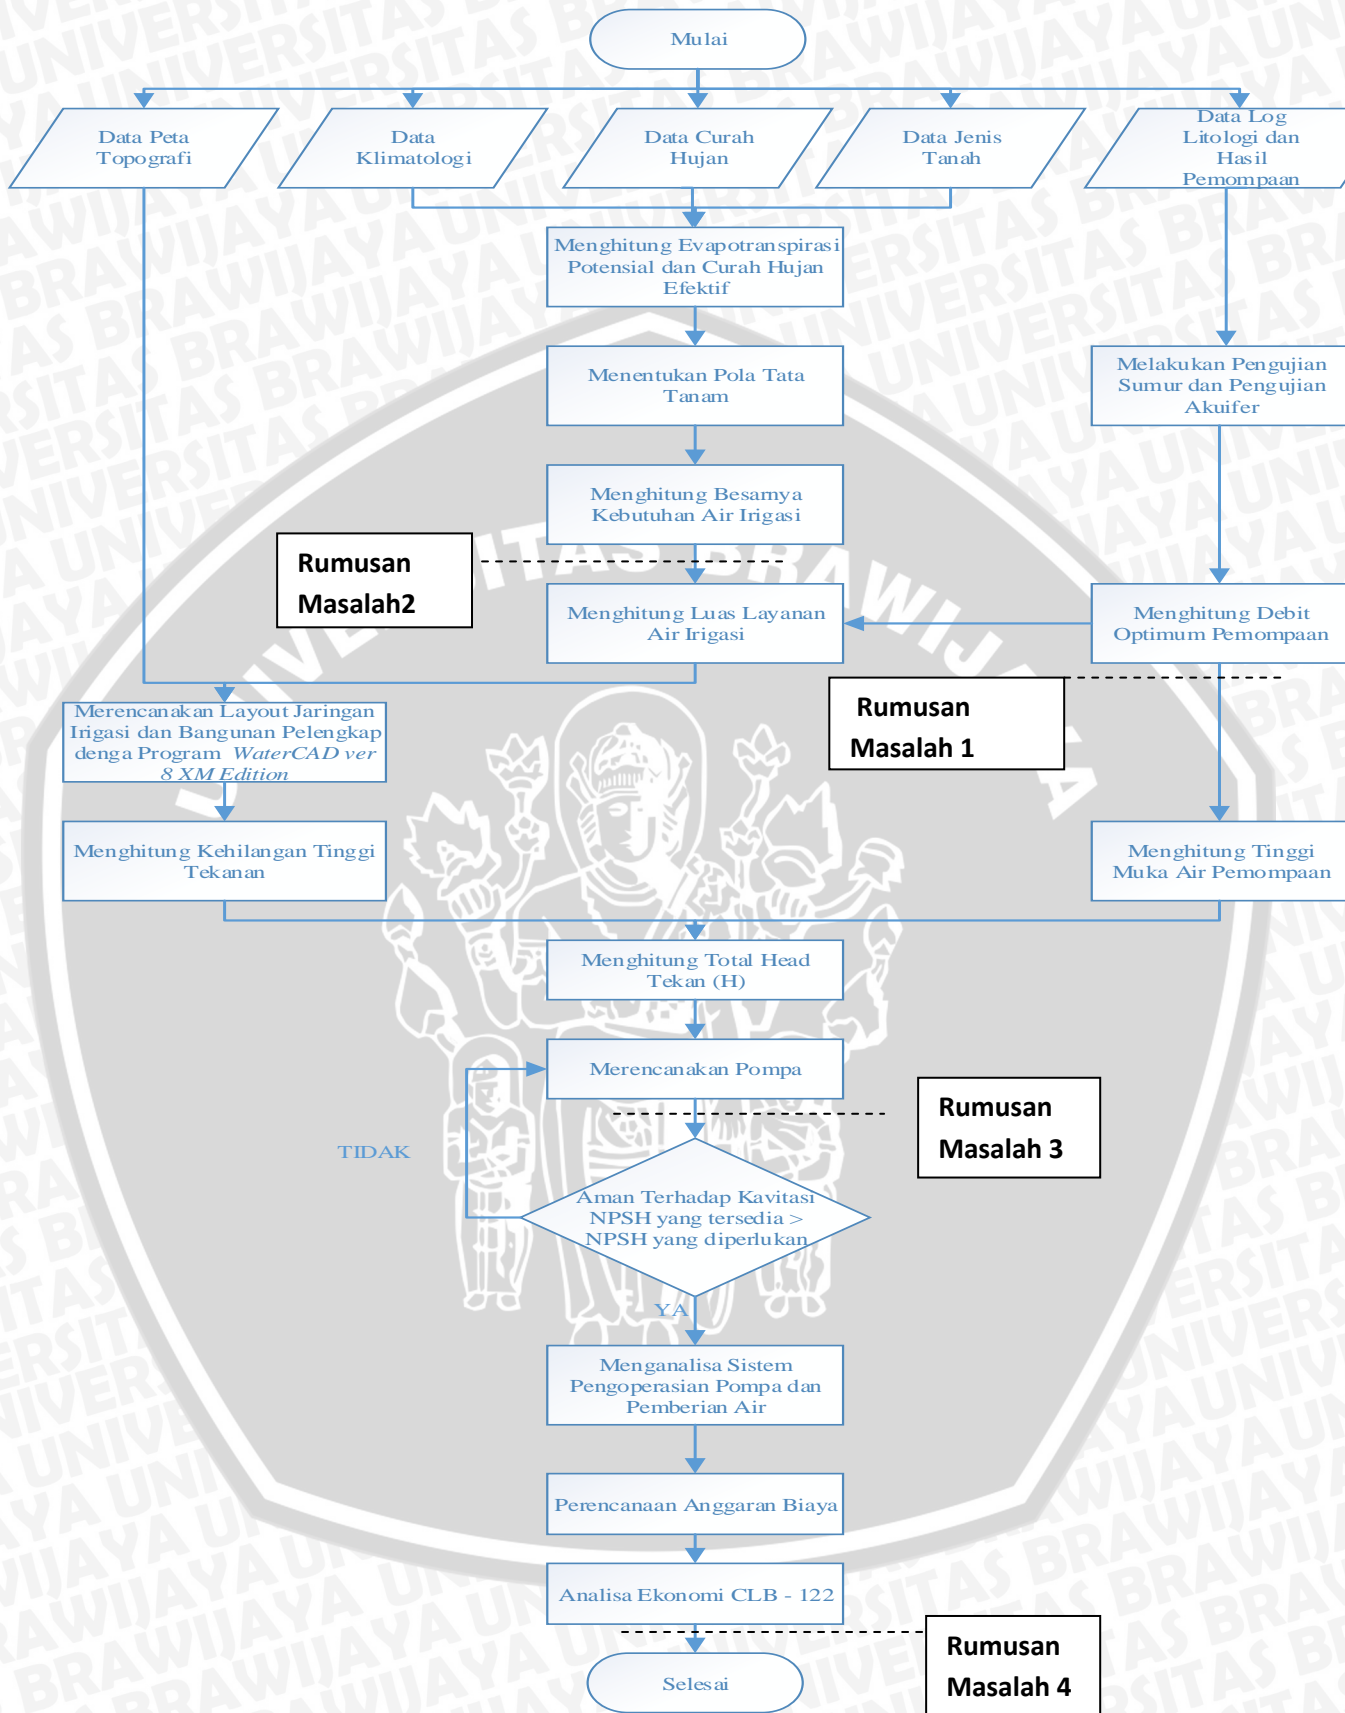 Mulai
Data Peta
Topografi
Data
Klimatologi
Data Curah
Hujan
Data Jenis
Tanah
Data Log
Litologi dan
Hasil
Pemompaan
Menghitung Evapotranspirasi
Potensial dan Curah Hujan
Efektif
Menentukan Pola Tata
Tanam
Melakukan Pengujian
Sumur dan Pengujian
Akuifer
Menghitung Besarnya
Kebutuhan Air Irigasi
Rumusan
Masalah2
Menghitung Luas Layanan
Air Irigasi
Menghitung Debit
Optimum Pemompaan
Rumusan
Masalah 1
Merencanakan Layout Jaringan
Irigasi dan Bangunan Pelengkap
denga Program WaterCAD ver
8 XM Edition
Menghitung Kehilangan Tinggi
Tekanan
Menghitung Tinggi
Muka Air Pemompaan
Menghitung Total Head
Tekan (H)
Merencanakan Pompa
Rumusan
Masalah 3
TIDAK
Aman Terhadap Kavitasi
NPSH yang tersedia >
NPSH yang diperlukan
YA
Menganalisa Sistem
Pengoperasian Pompa dan
Pemberian Air
Perencanaan Anggaran Biaya
Analisa Ekonomi CLB - 122
Rumusan
Masalah 4
Selesai
UNIVERSITAS BRAWIJAYA